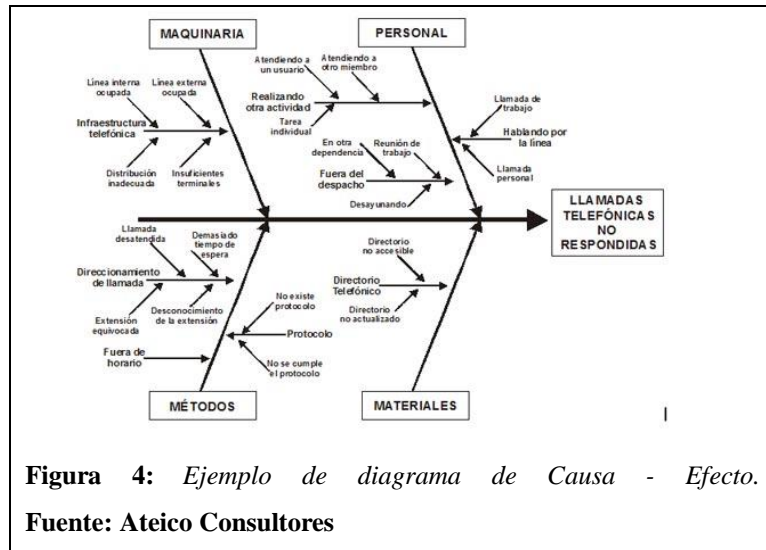 MAQUINARIA
PERSONAL
Línea interna
ocupada
Línea externa
ocupada
Infraestructura
telefónica
Distribución
inadecuada
Insuficientes
terminales
Atendiendo a
un usuario
Atendiendo a
otro miembro
Realizando
otra actividad
Tarea
individual
Llamada de
trabajo
Hablando por
la línea
Llamada
personal
En otra
dependencia
Reunión de
trabajo
Fuera del
despacho
Desayunando
LLAMADAS
TELEFÓNICAS
NO
RESPONDIDAS
Llamada
desatendida
Demasiado
tiempo de
espera
Direccionamiento
de llamada
Extensión
equivocada
Desconocimiento
de la extensión
No existe
protocolo
Protocolo
No se cumple
el protocolo
Fuera de
horario
Directorio
no accesible
Directorio
Telefónico
Directorio
no actualizado
MÉTODOS
MATERIALES
Figura 4: Ejemplo de diagrama de Causa - Efecto.
Fuente: Ateico Consultores